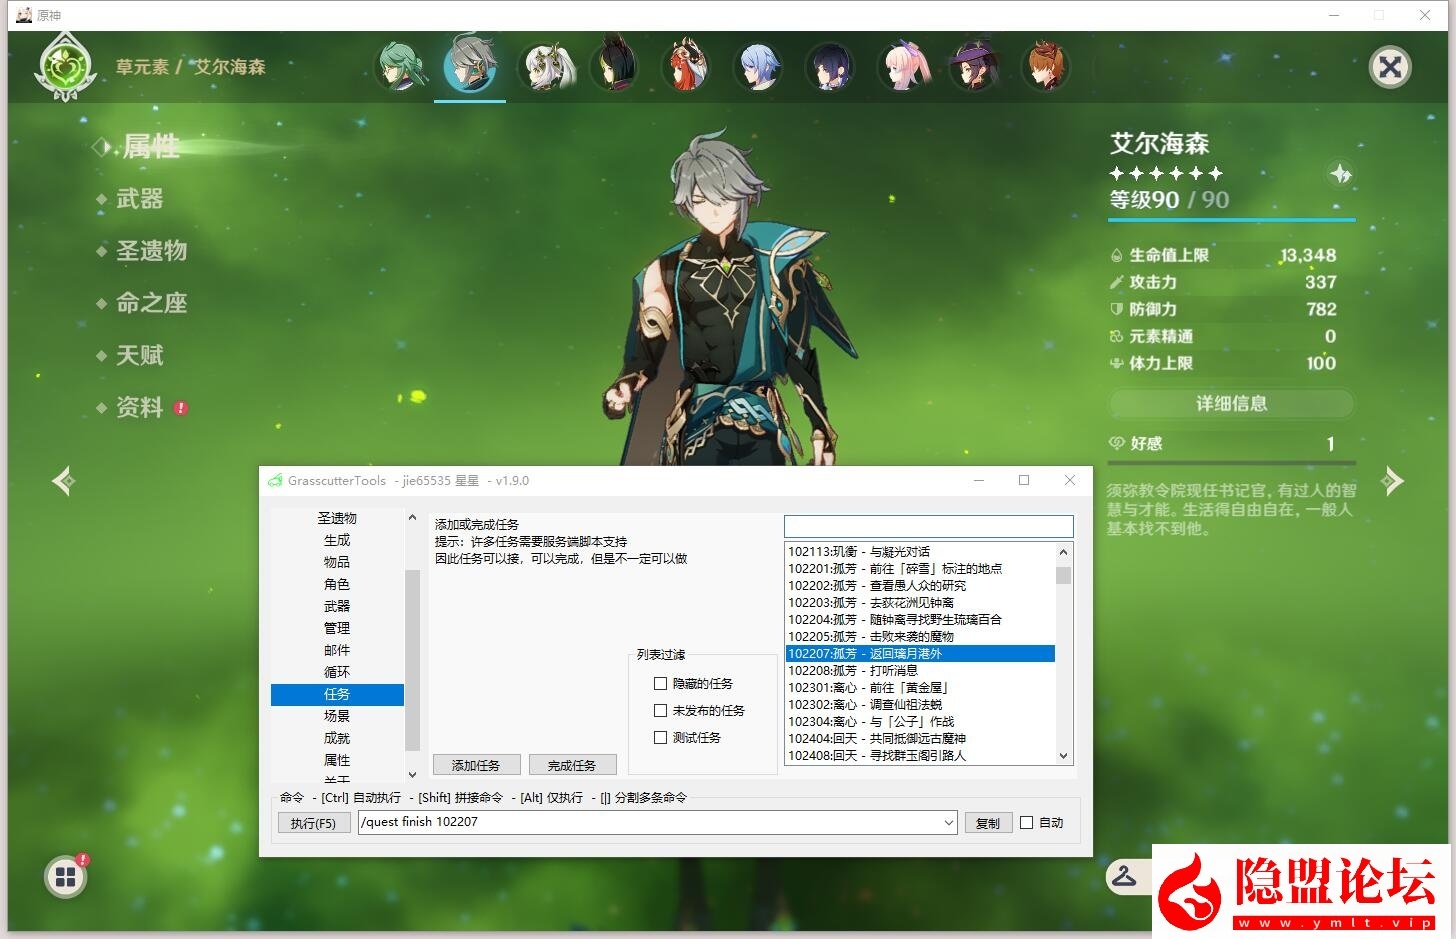 原神
草元素 / 艾尔海森
属性
武器
圣遗物
命之座
天赋
资料
艾尔海森
等级90 / 90
生命值上限 13,348
攻击力 337
防御力 782
元素精通 0
体力上限 100
详细信息
好感 1
须弥教令院现任书记官，有过人的智
慧与才能。生活得自由自在，一般人
基本找不到他。
GrasscutterTools - jie65535 星星 - v1.9.0
圣遗物
生成
物品
角色
武器
管理
邮件
循环
任务
场景
成就
属性
关于
添加或完成任务
提示：许多任务需要服务端脚本支持
因此任务可以接，可以完成，但是不一定可以做
列表过滤
隐藏的任务
未发布的任务
测试任务
添加任务
完成任务
102113:玑衡 - 与凝光对话
102201:孤芳 - 前往「碎雪」标注的地点
102202:孤芳 - 查看愚人众的研究
102203:孤芳 - 去荻花洲见钟离
102204:孤芳 - 随钟离寻找野生琉璃百合
102205:孤芳 - 击败来袭的魔物
102207:孤芳 - 返回璃月港外
102208:孤芳 - 打听消息
102301:离心 - 前往「黄金屋」
102302:离心 - 调查仙祖法蜕
102304:离心 - 与「公子」作战
102404:回天 - 共同抵御远古魔神
102408:回天 - 寻找群玉阁引路人
命令 - [Ctrl] 自动执行 - [Shift] 拼接命令 - [Alt] 仅执行 - [|] 分割多条命令
执行(F5)
/quest finish 102207
复制
自动
隐盟论坛
www.ymlt.vip